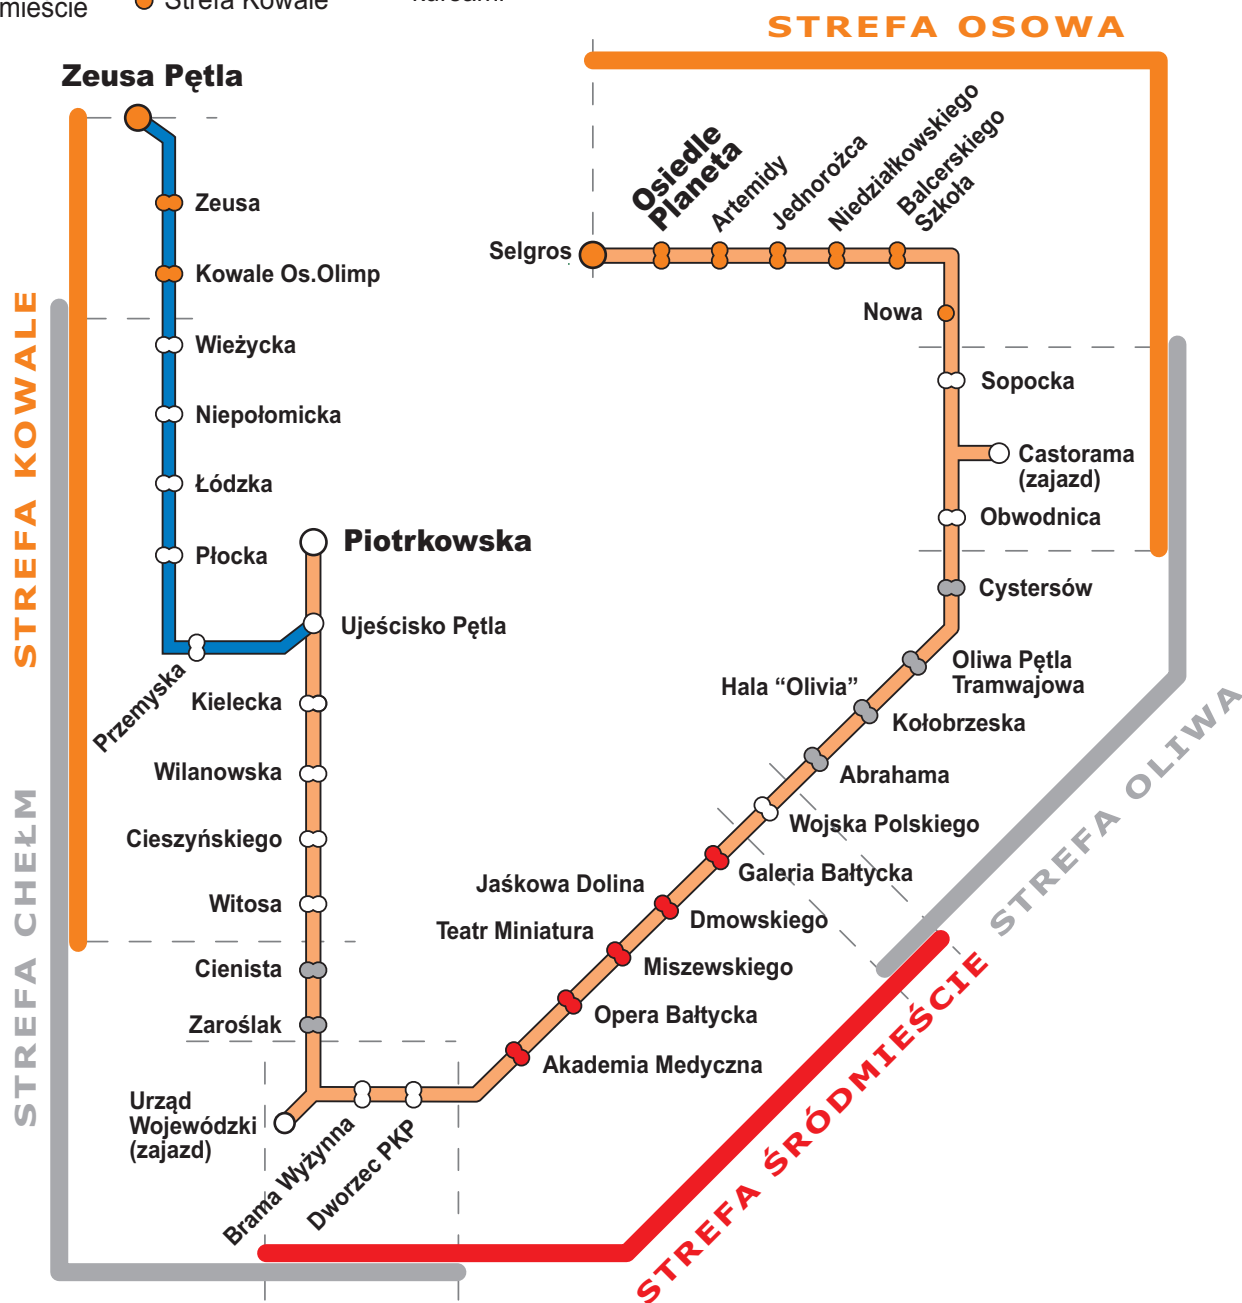 mieście
Strefa Kowale
STREFA OSOWA
Zeusa Pętla
Zeusa
Kowale Os.Olimp
Wieżycka
Niepołomicka
Łódzka
Płocka
Przemyska
STREFA KOWALE
STREFA CHEŁM
Piotrkowska
Ujeścisko Pętla
Kielecka
Wilanowska
Cieszyńskiego
Witosa
Cienista
Zaroślak
Urząd
Wojewódzki
(zajazd)
Brama Wyżynna
Dworzec PKP
Selgros
Osiedle
Planeta
Artemidy
Jednorożca
Niedziałkowskiego
Balcerskiego
Szkoła
Nowa
Sopocka
Castorama
(zajazd)
Obwodnica
Cystersów
Oliwa Pętla
Tramwajowa
Hala “Olivia”
Kołobrzeska
Abrahama
Wojska Polskiego
Galeria Bałtycka
Jaśkowa Dolina
Dmowskiego
Teatr Miniatura
Miszewskiego
Opera Bałtycka
Akademia Medyczna
STREFA OLIWA
STREFA ŚRÓDMIEŚCIE